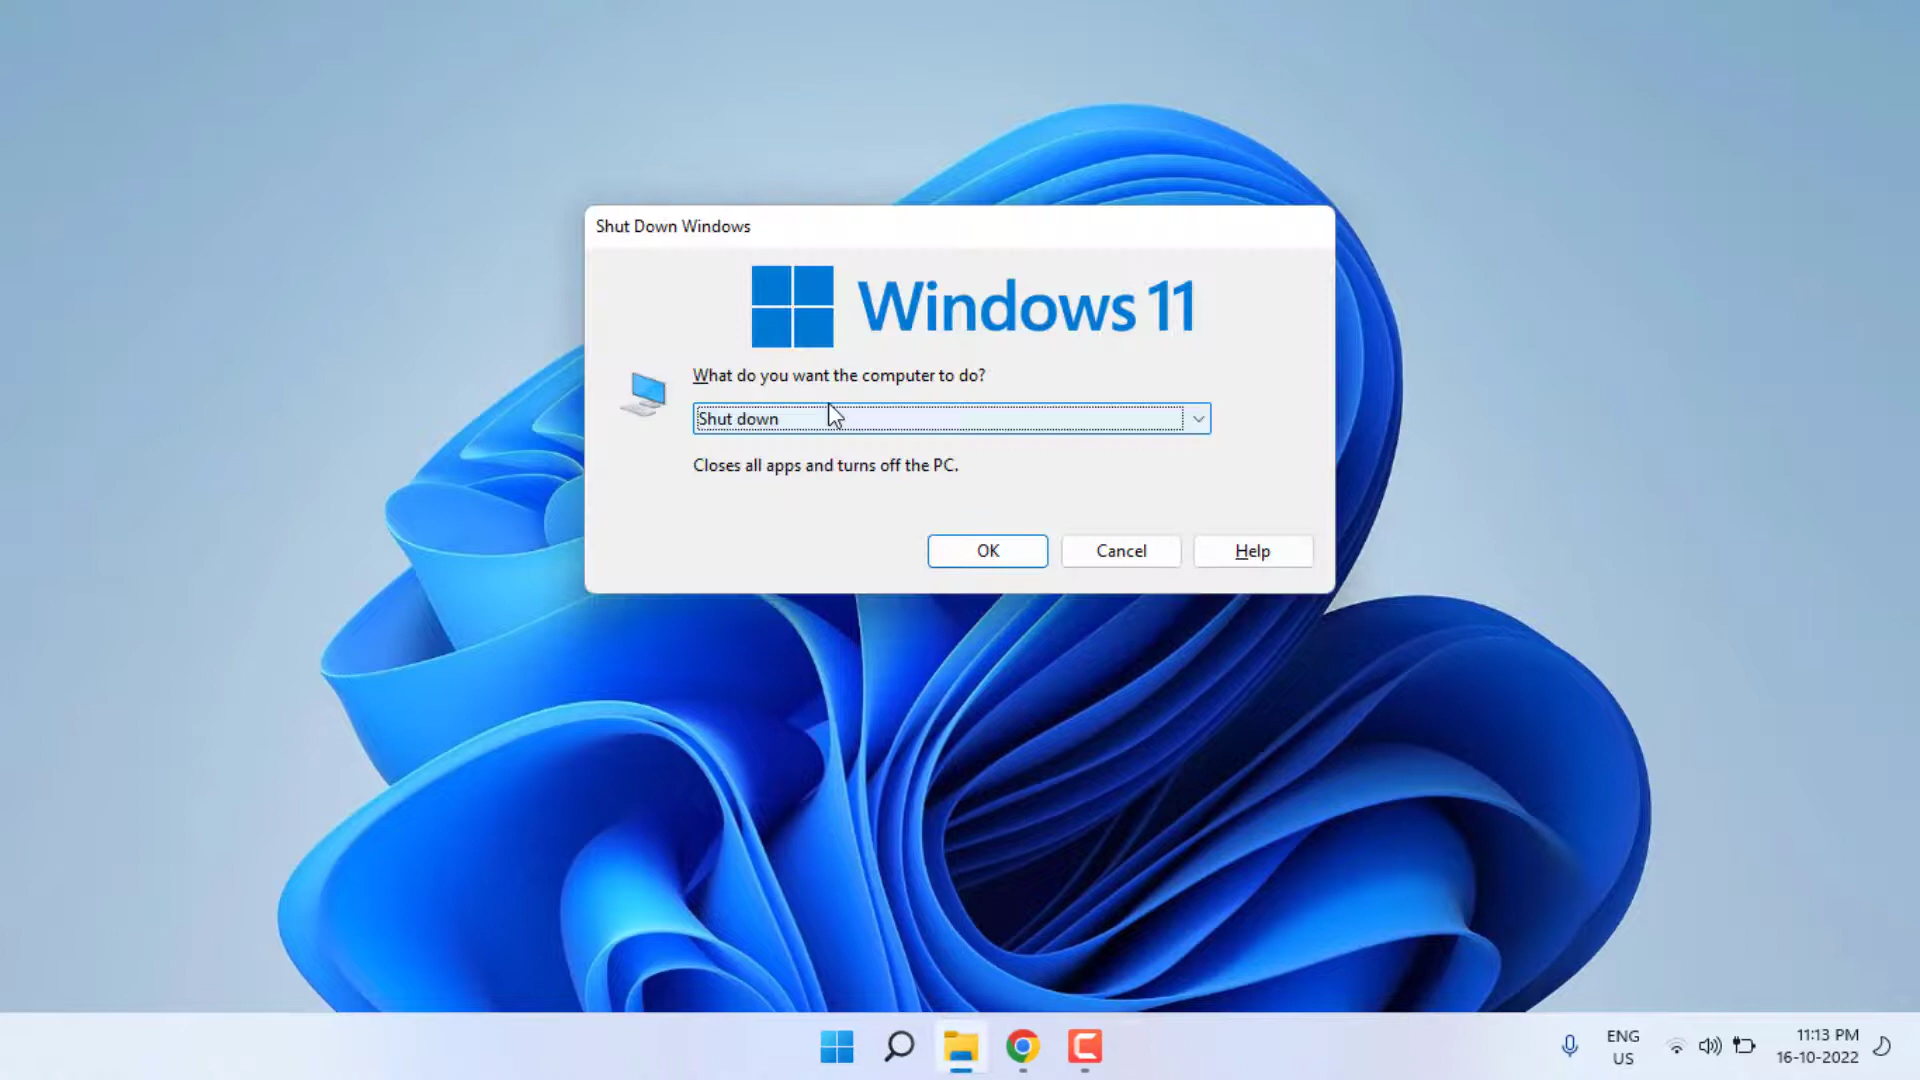 Shut Down Windows
Windows 11
What do you want the computer to do?
Shut down
Closes all apps and turns off the PC.
OK
Cancel
Help
ENG
US
11:13 PM
16-10-2022